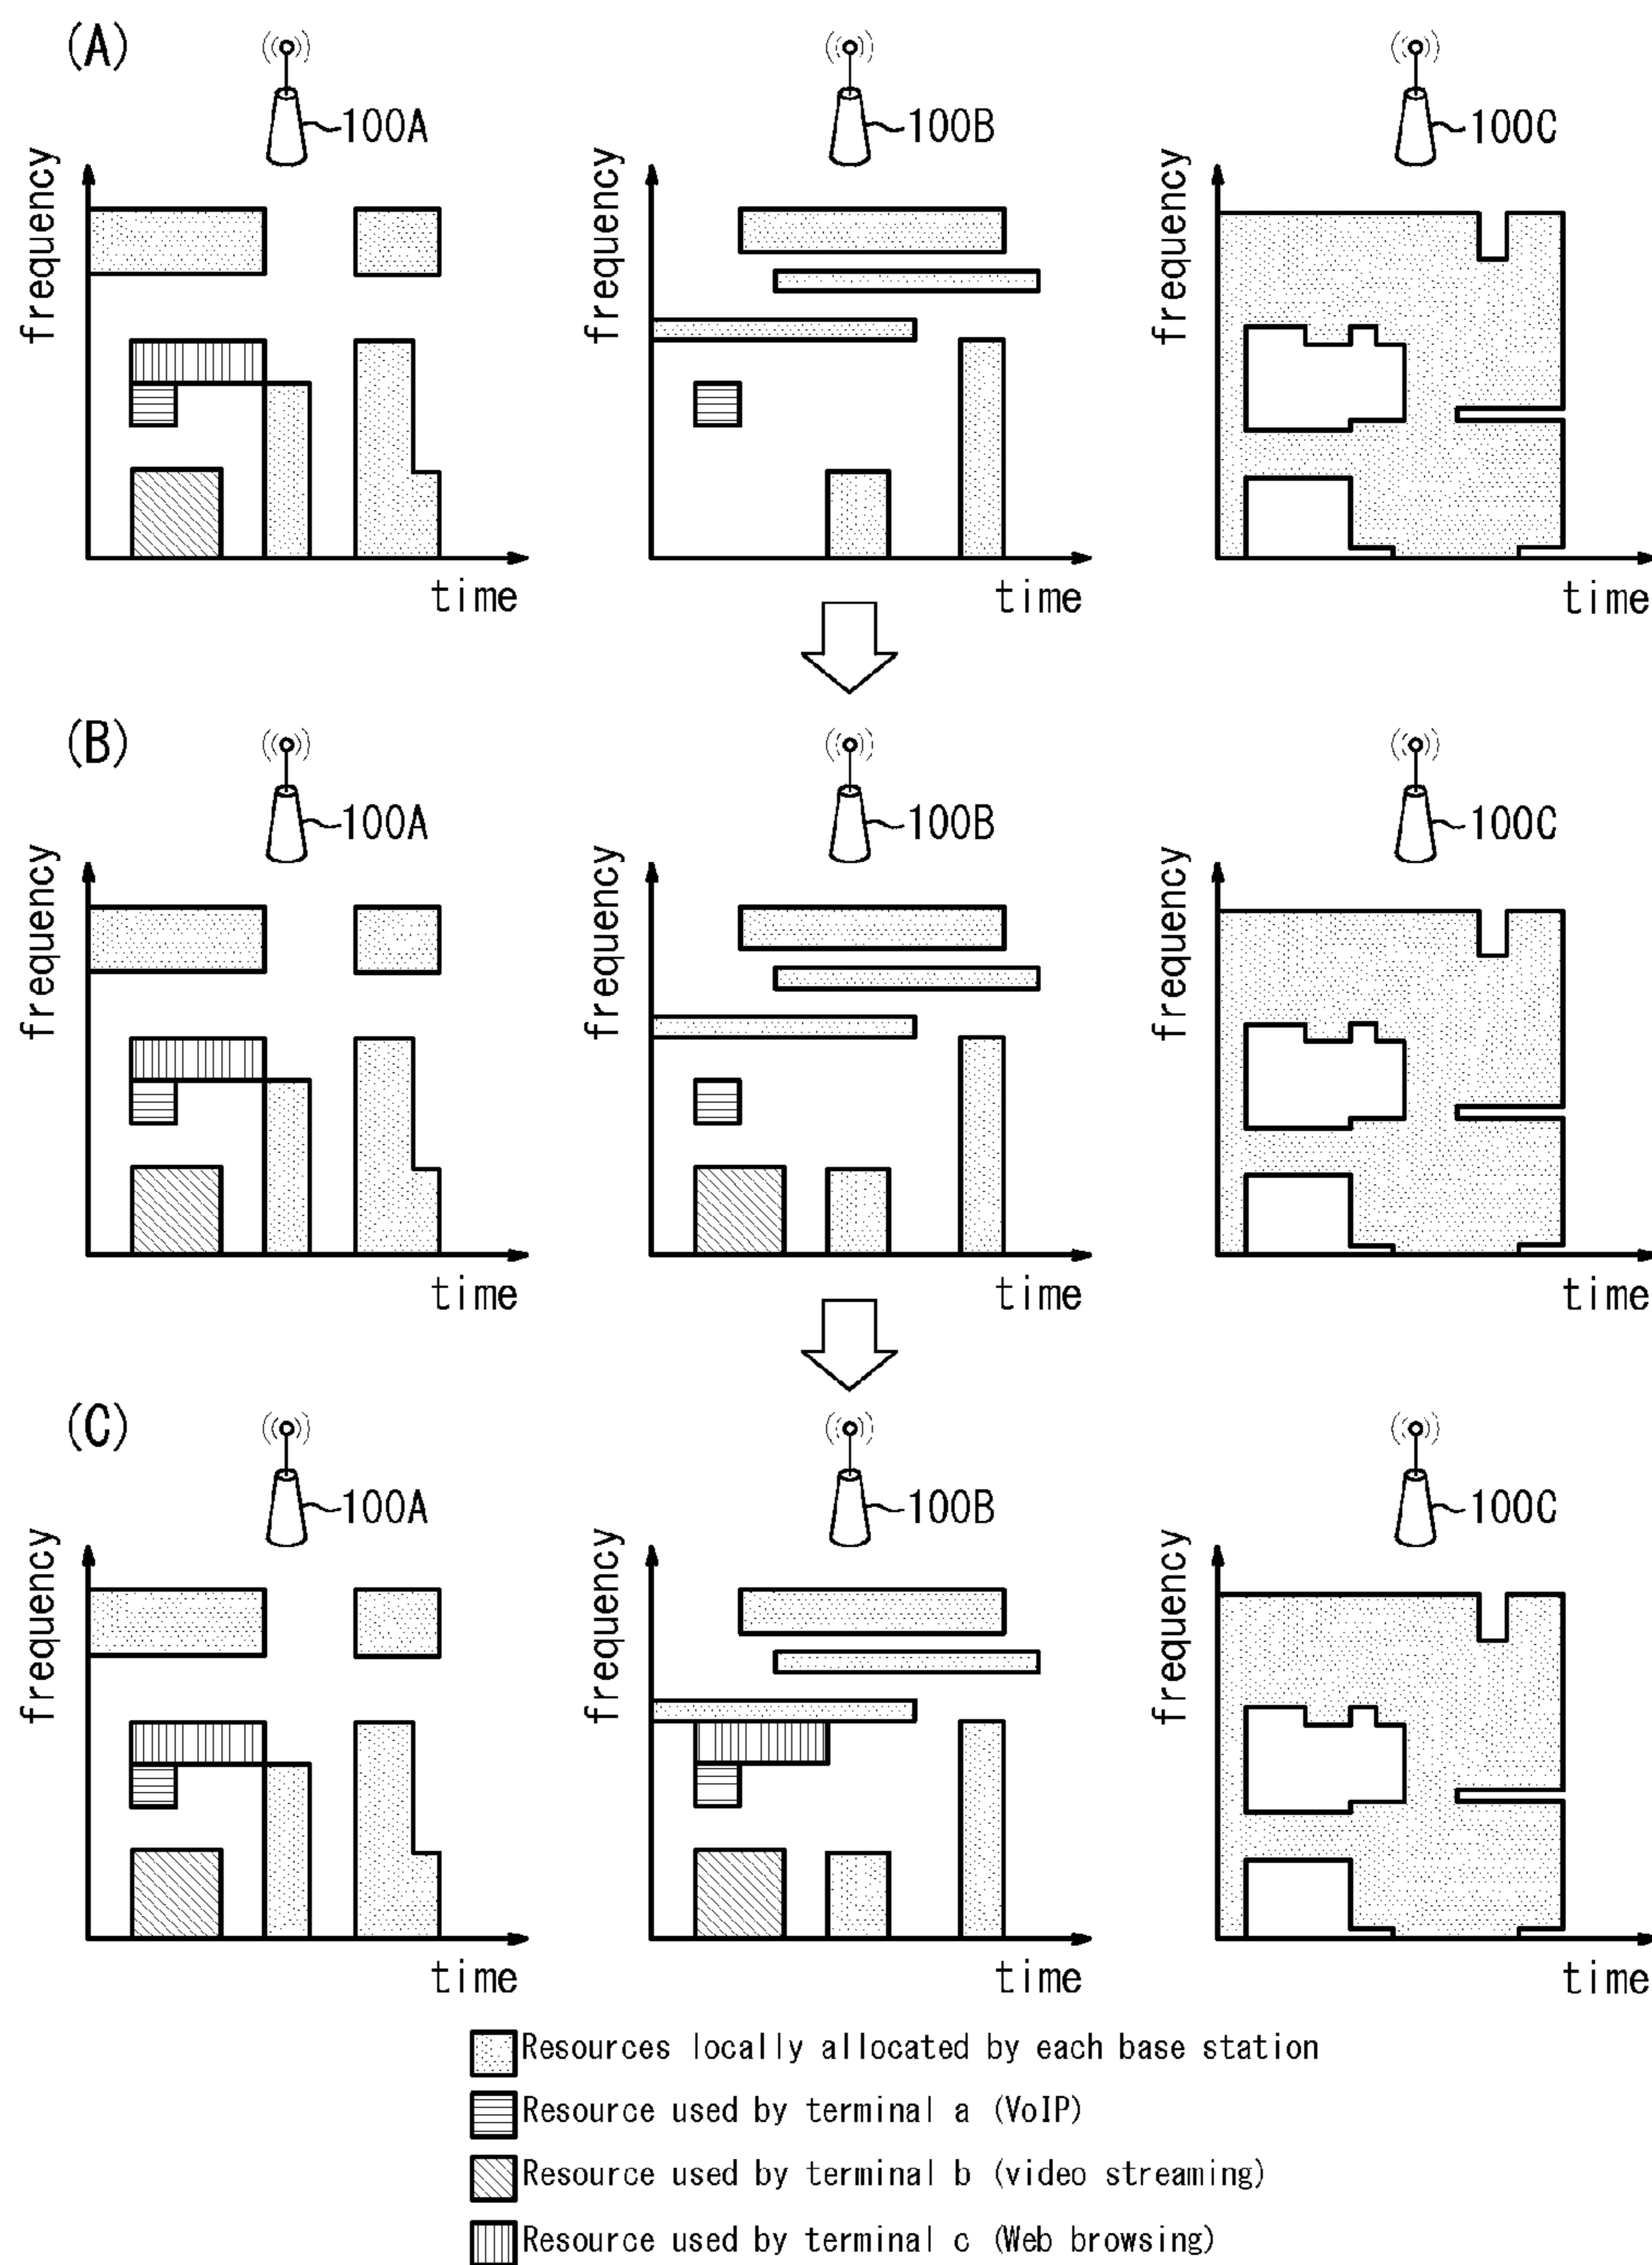 (A)
100A
100B
100C
frequency
frequency
frequency
time
time
time
(B)
100A
100B
100C
frequency
frequency
frequency
time
time
time
(C)
100A
100B
100C
frequency
frequency
frequency
time
time
time
Resources locally allocated by each base station
Resource used by terminal a (VoIP)
Resource used by terminal b (video streaming)
Resource used by terminal c (Web browsing)